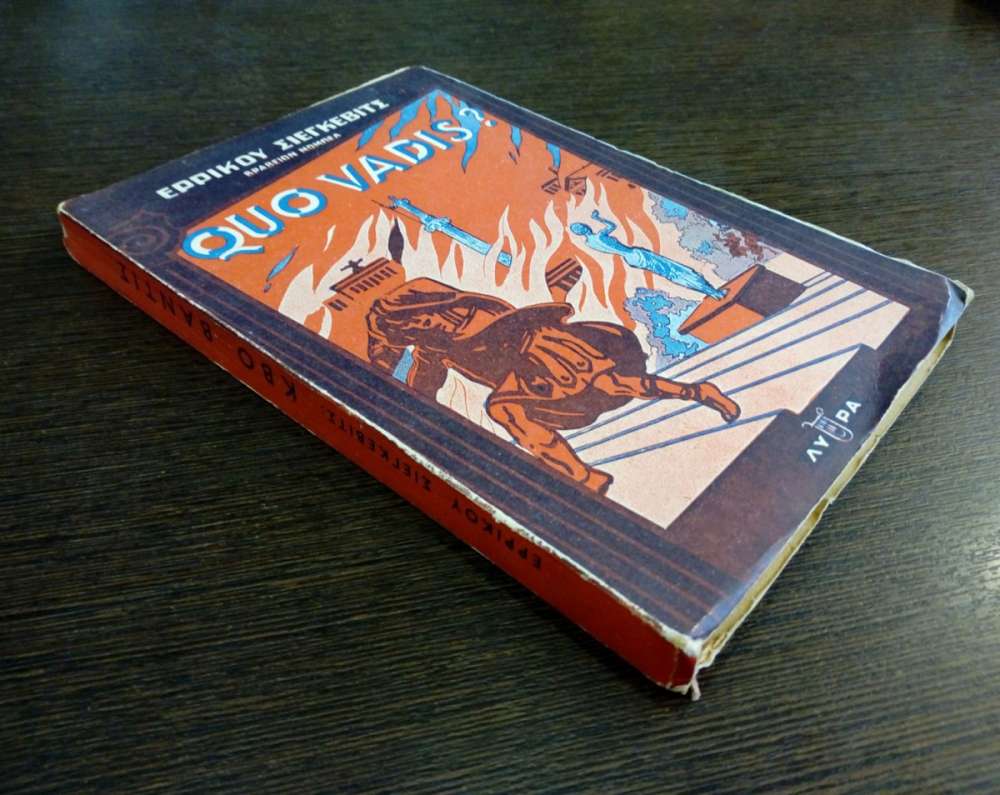 ΕΡΡΙΚΟΥ ΣΙΕΓΚΕΒΙΤΣ
ΒΡΑΒΕΙΟΝ ΝΟΜΠΕΛ
QUO VADIS?
ΛΥΡΑ
ΕΡΡΙΚΟΥ ΣΙΕΓΚΕΒΙΤΣ: ΚΒΟ ΒΑΝΤΙΣ